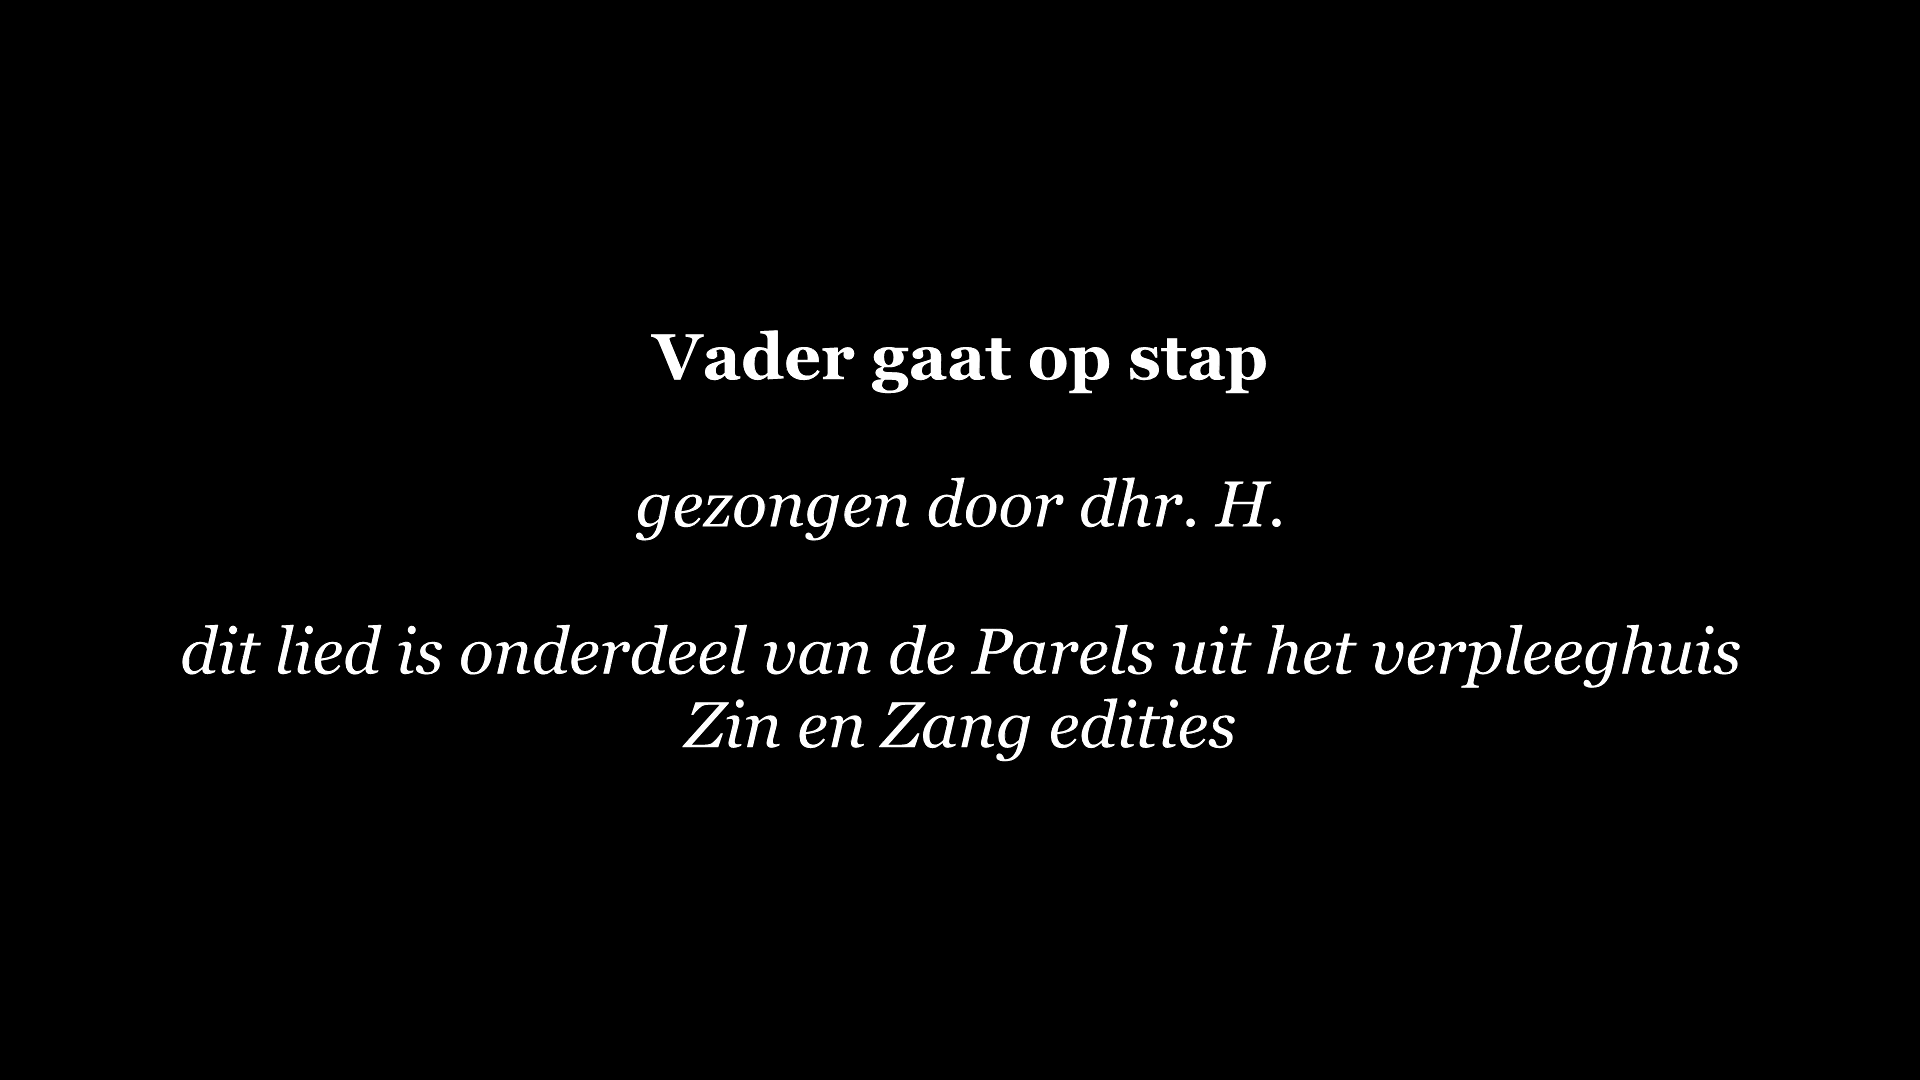 Vader gaat op stap
gezongen door dhr. H.
dit lied is onderdeel van de Parels uit het verpleeghuis
Zin en Zang edities